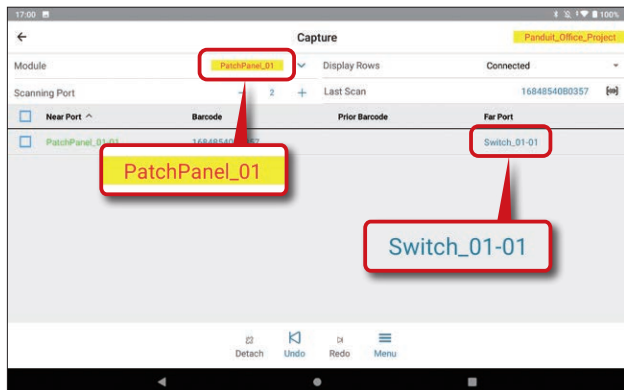 17:00 100%
Capture Panduit_Office_Project
Module PatchPanel_01 Display Rows Connected
Scanning Port − 2 + Last Scan 1684854080357
Near Port Barcode Prior Barcode Far Port
PatchPanel_01-01 Switch_01-01
PatchPanel_01
Switch_01-01
Detach Undo Redo Menu